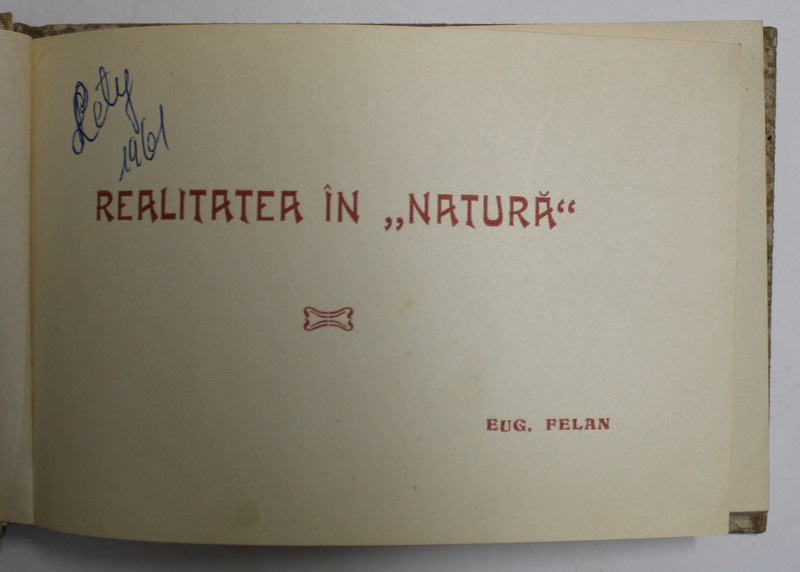 Lety
1961
REALITATEA ÎN „NATURĂ“
EUG. FELAN